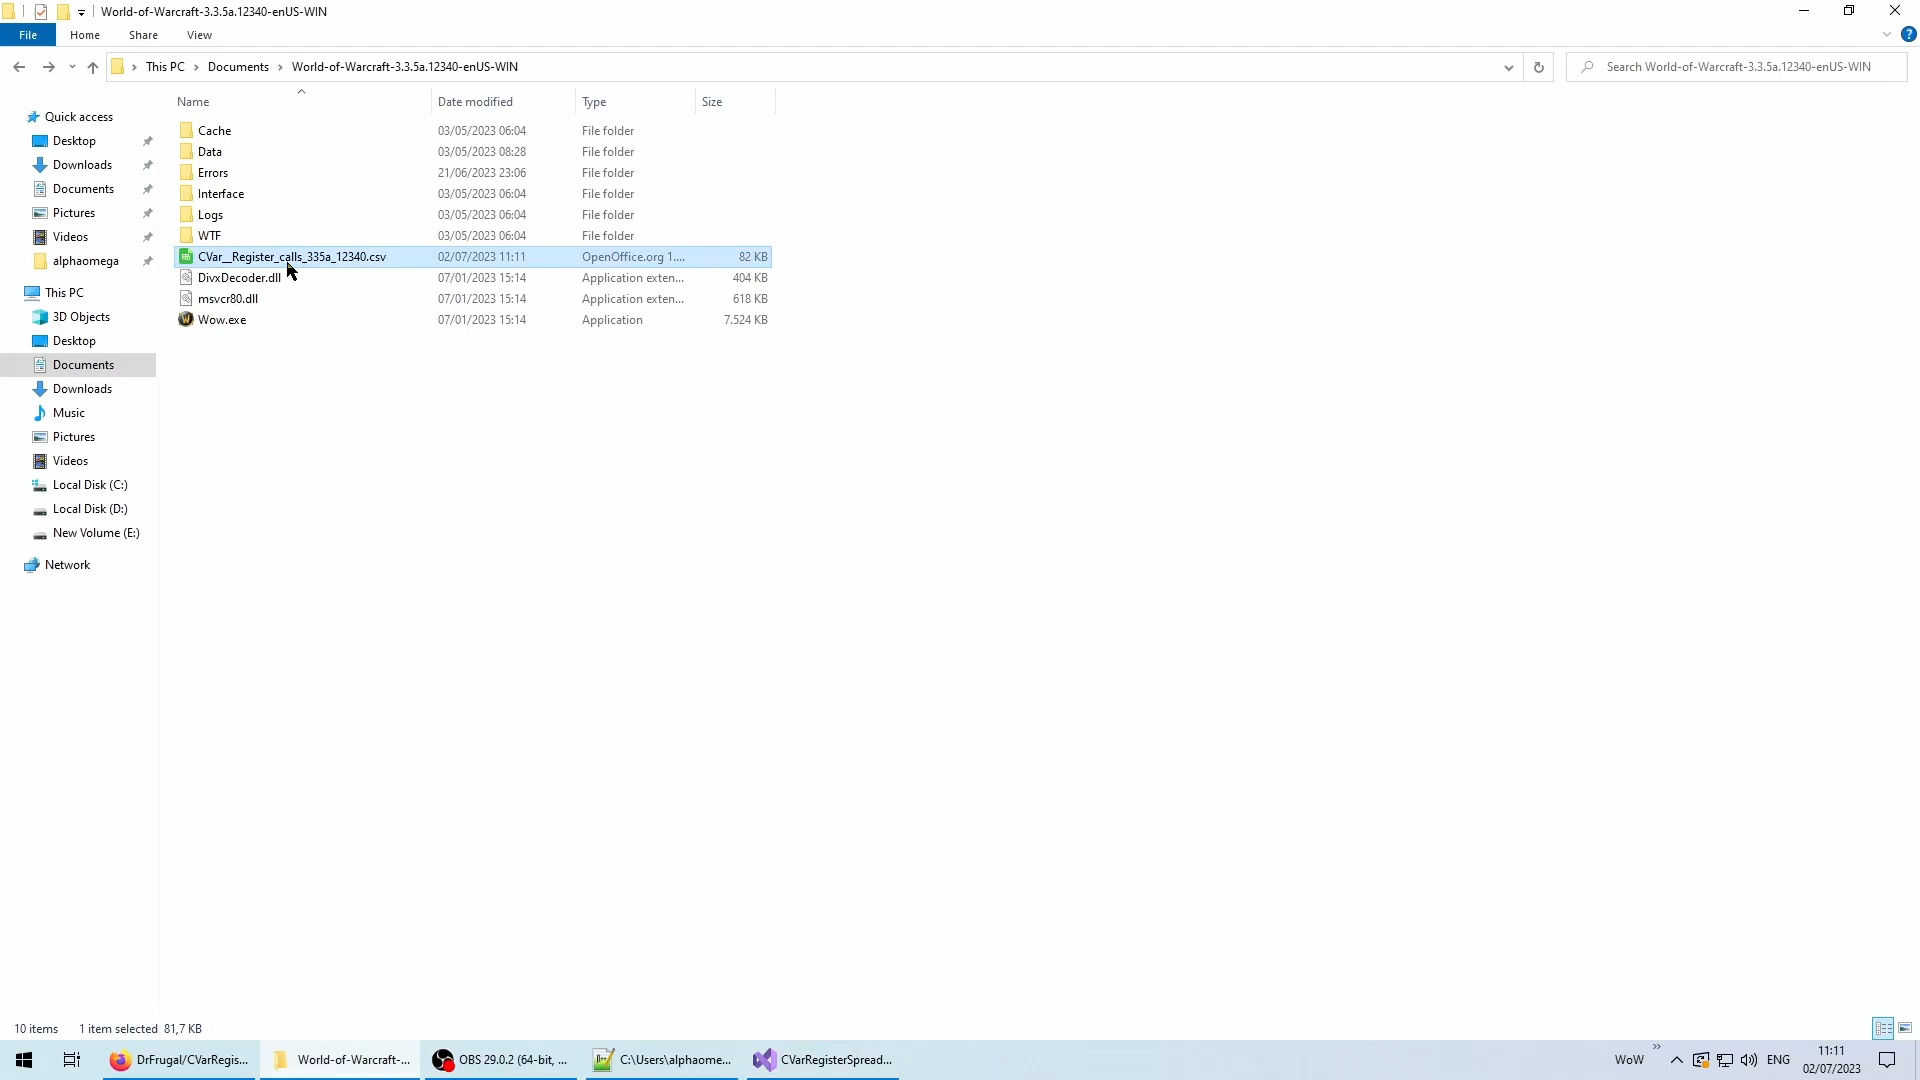 World-of-Warcraft-3.3.5a.12340-enUS-WIN
File Home Share View
This PC Documents World-of-Warcraft-3.3.5a.12340-enUS-WIN Search World-of-Warcraft-3.3.5a.12340-enUS-WIN
Name Date modified Type Size
Cache 03/05/2023 06:04 File folder
Data 03/05/2023 08:28 File folder
Errors 21/06/2023 23:06 File folder
Interface 03/05/2023 06:04 File folder
Logs 03/05/2023 06:04 File folder
WTF 03/05/2023 06:04 File folder
CVar__Register_calls_335a_12340.csv 02/07/2023 11:11 OpenOffice.org 1.... 82 KB
DivxDecoder.dll 07/01/2023 15:14 Application exten... 404 KB
msvcr80.dll 07/01/2023 15:14 Application exten... 618 KB
Wow.exe 07/01/2023 15:14 Application 7.524 KB
Quick access
Desktop
Downloads
Documents
Pictures
Videos
alphaomega
This PC
3D Objects
Desktop
Documents
Downloads
Music
Pictures
Videos
Local Disk (C:)
Local Disk (D:)
New Volume (E:)
Network
10 items 1 item selected 81,7 KB
DrFrugal/CVarRegis... World-of-Warcraft-... OBS 29.0.2 (64-bit, ... C:\Users\alphaome... CVarRegisterSpread... WoW ENG
11:11
02/07/2023